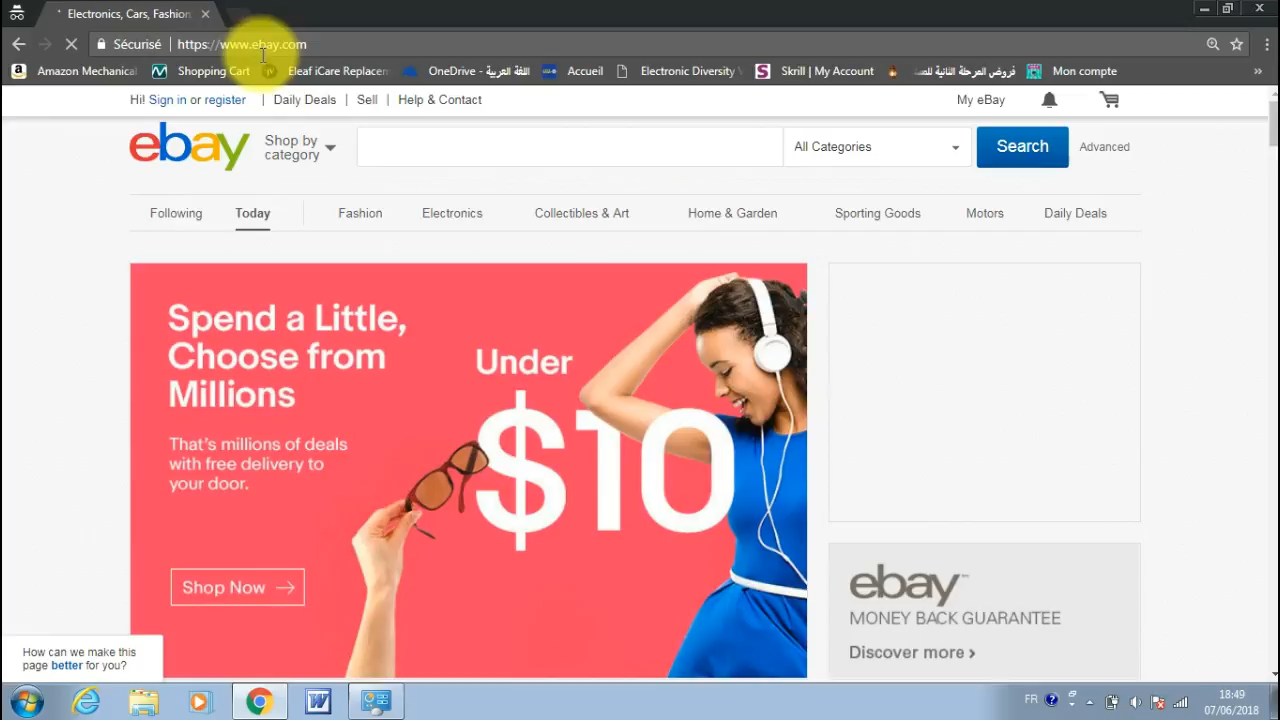 Electronics, Cars, Fashion
Sécurisé | https://www.ebay.com
Amazon Mechanical
Shopping Cart
Eleaf iCare Replacem
OneDrive - اللغة العربية
Accueil
Electronic Diversity V
Skrill | My Account
فروض المرحلة الثانية للصف
Mon compte
»
Hi! Sign in or register | Daily Deals | Sell | Help & Contact
My eBay
ebay
Shop by category
All Categories
Search
Advanced
Following
Today
Fashion
Electronics
Collectibles & Art
Home & Garden
Sporting Goods
Motors
Daily Deals
Spend a Little,
Choose from
Millions
That's millions of deals
with free delivery to
your door.
Shop Now →
Under
$10
ebay™
MONEY BACK GUARANTEE
Discover more ›
How can we make this
page better for you?
FR
18:49
07/06/2018